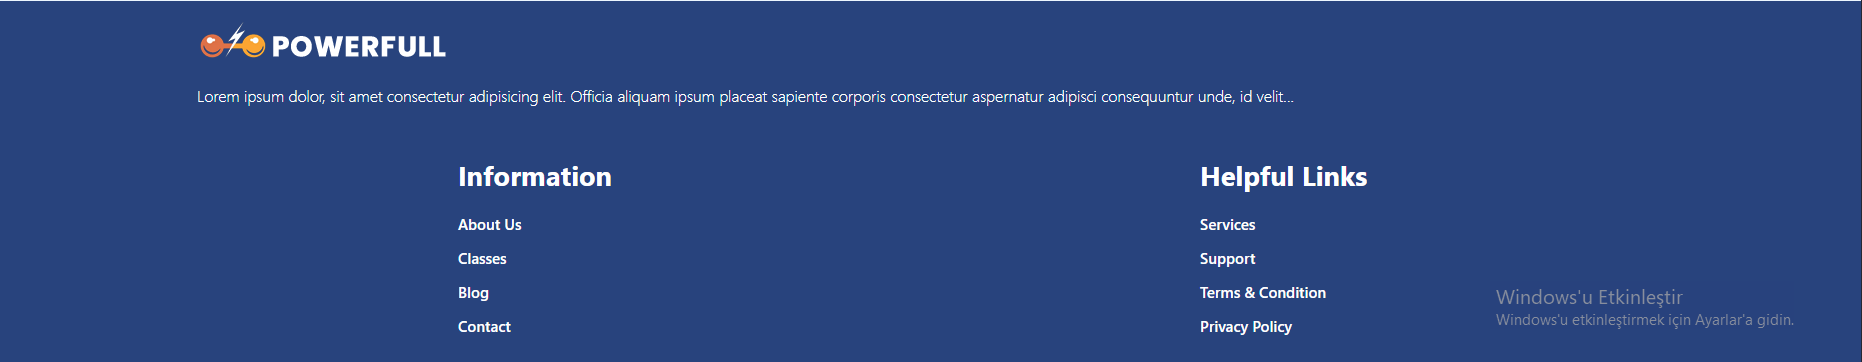 POWERFULL
Lorem ipsum dolor, sit amet consectetur adipisicing elit. Officia aliquam ipsum placeat sapiente corporis consectetur aspernatur adipisci consequuntur unde, id velit...
Information
About Us
Classes
Blog
Contact
Helpful Links
Services
Support
Terms & Condition
Privacy Policy
Windows'u Etkinleştir
Windows'u etkinleştirmek için Ayarlar'a gidin.